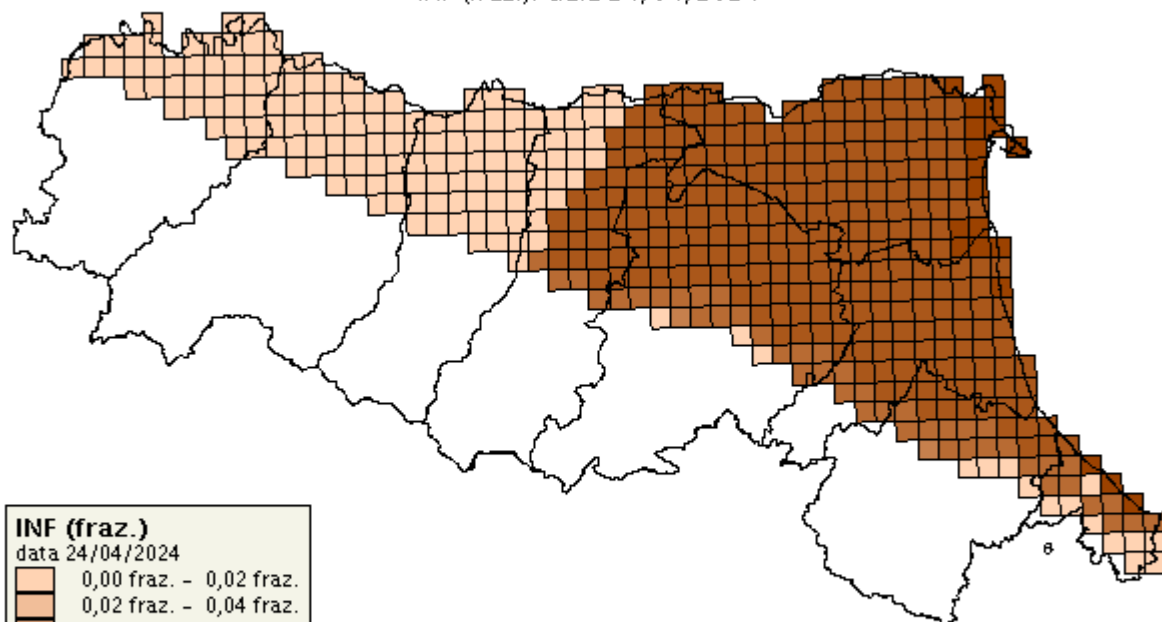 INF (fraz.)
data 24/04/2024
0,00 fraz. - 0,02 fraz.
0,02 fraz. - 0,04 fraz.